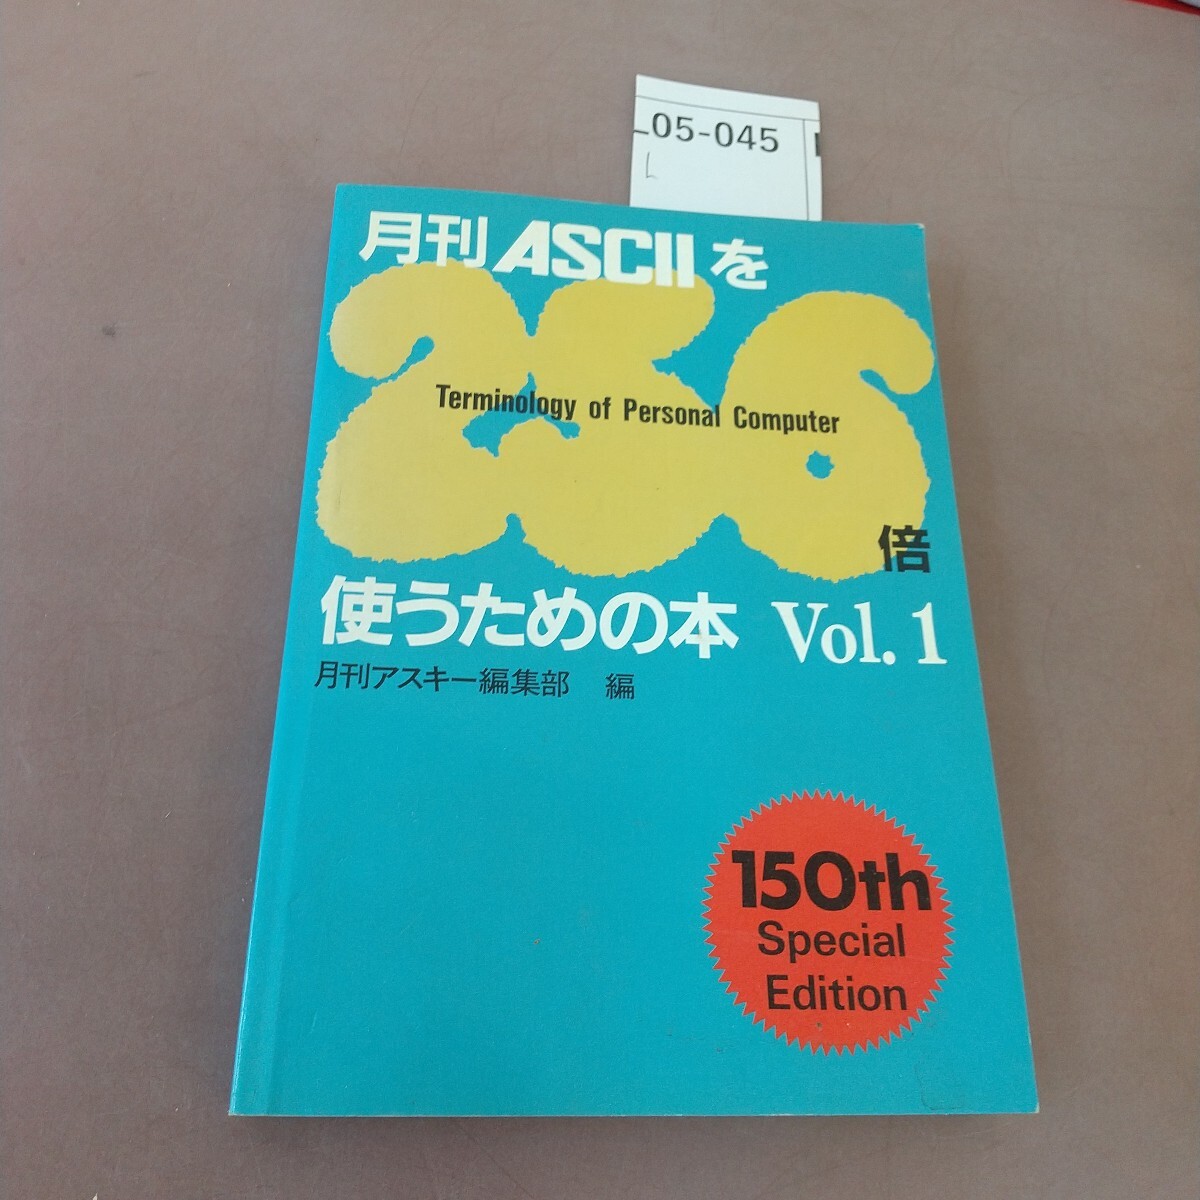 05-045
月刊ASCIIを
256
Terminology of Personal Computer
倍
使うための本 Vol.1
月刊アスキー編集部 編
150th
Special
Edition